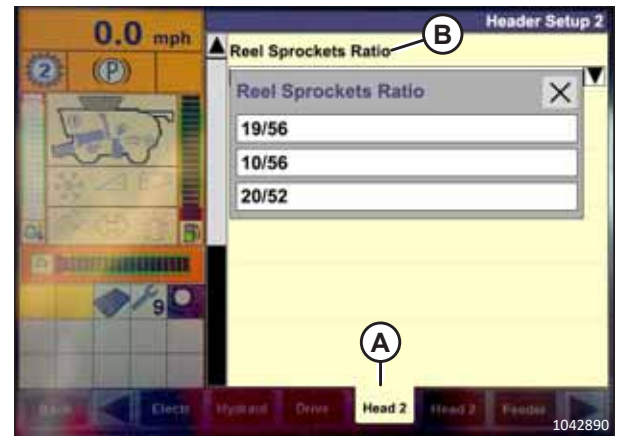 0.0 mph
Header Setup 2
B
Reel Sprockets Ratio
2
(P)
Reel Sprockets Ratio
19/56
10/56
20/52
9
A
Back
Electr
Hydraul
Drive
Head 2
Head 2
Feeder
1042890